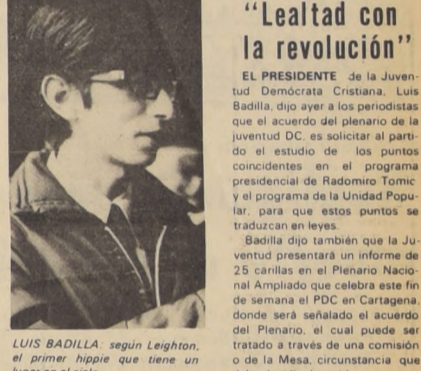 “Lealtad con
la revolución”
EL PRESIDENTE de la Juven-
tud Demócrata Cristiana, Luis
Badilla, dijo ayer a los periodistas
que el acuerdo del plenario de la
juventud DC, es solicitar al parti-
do el estudio de los puntos
coincidentes en el programa
presidencial de Radomiro Tomic
y el programa de la Unidad Popu-
lar, para que estos puntos se
traduzcan en leyes.
Badilla dijo también que la Ju-
ventud presentará un informe de
25 carillas en el Plenario Nacio-
nal Ampliado que celebra este fin
de semana el PDC en Cartagena,
donde será señalado el acuerdo
del Plenario, el cual puede ser
tratado a través de una comisión
o de la Mesa, circunstancia que
LUIS BADILLA: según Leighton,
el primer hippie que tiene un